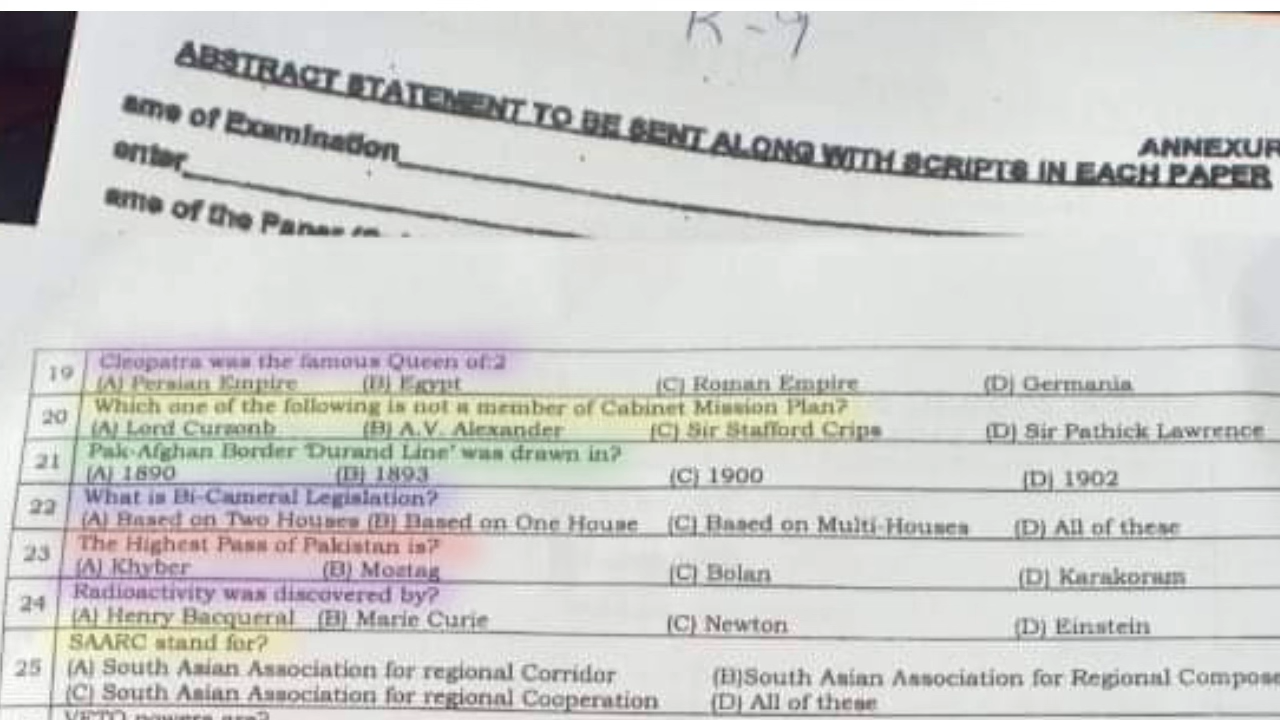 K-9
ANNEXUR
ABSTRACT STATEMENT TO BE SENT ALONG WITH SCRIPTS IN EACH PAPER
ame of Examination
enter
ame of the Paper
19 Cleopatra was the famous Queen of:2
(A) Persian Empire (B) Egypt (C) Roman Empire (D) Germania
20 Which one of the following is not a member of Cabinet Mission Plan?
(A) Lord Cursonb (B) A.V. Alexander (C) Sir Stafford Crips (D) Sir Pathick Lawrence
21 Pak-Afghan Border 'Durand Line' was drawn in?
(A) 1890 (B) 1893 (C) 1900 (D) 1902
22 What is Bi-Cameral Legislation?
(A) Based on Two Houses (B) Based on One House (C) Based on Multi-Houses (D) All of these
23 The Highest Pass of Pakistan is?
(A) Khyber (B) Mostag (C) Bolan (D) Karakoram
24 Radioactivity was discovered by?
(A) Henry Bacqueral (B) Marie Curie (C) Newton (D) Einstein
SAARC stand for?
25 (A) South Asian Association for regional Corridor (B)South Asian Association for Regional Compose
(C) South Asian Association for regional Cooperation (D) All of these
VETO powers are?